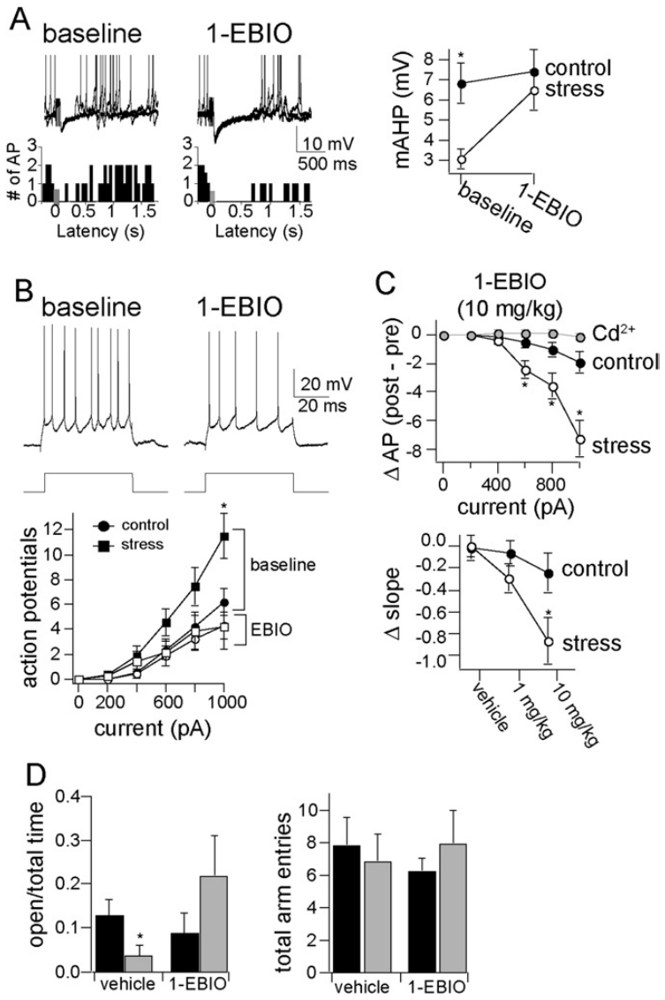 A
baseline
1-EBIO
10 mV
500 ms
# of AP
3
2
1
0
0 0.5 1 1.5
Latency (s)
3
2
1
0
0 0.5 1 1.5
Latency (s)
mAHP (mV)
8
7
6
5
4
3
*
control
stress
baseline
1-EBIO
B
baseline
1-EBIO
20 mV
20 ms
action potentials
12
10
8
6
4
2
0
control
stress
*
baseline
EBIO
0 200 600 1000
current (pA)
C
1-EBIO
(10 mg/kg)
Δ AP (post - pre)
0
-2
-4
-6
-8
Cd2+
control
stress
* * *
0 400 800
current (pA)
Δ slope
0.0
-0.2
-0.4
-0.6
-0.8
-1.0
control
*
stress
vehicle
1 mg/kg
10 mg/kg
D
open/total time
0.4
0.3
0.2
0.1
0.0
*
vehicle 1-EBIO
total arm entries
10
8
6
4
2
0
vehicle 1-EBIO